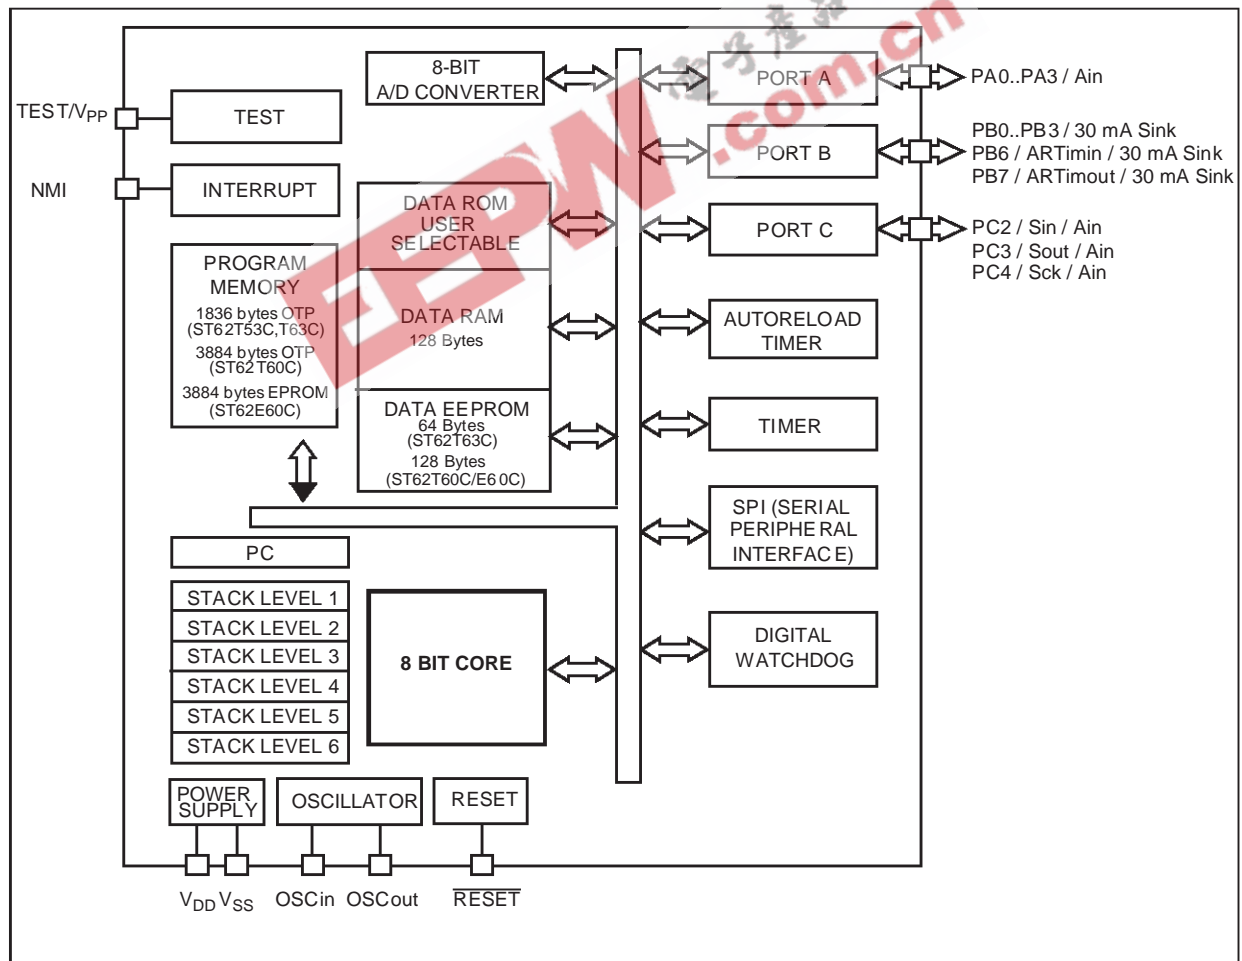 8-BIT
A/D CONVERTER
PORT A
PA0..PA3 / Ain
TEST/VPP
TEST
PORT B
PB0..PB3 / 30 mA Sink
PB6 / ARTimin / 30 mA Sink
PB7 / ARTimout / 30 mA Sink
NMI
INTERRUPT
DATA ROM
USER
SELECTABLE
PORT C
PC2 / Sin / Ain
PC3 / Sout / Ain
PC4 / Sck / Ain
PROGRAM
MEMORY
1836 bytes OTP
(ST62T53C,T63C)
3884 bytes OTP
(ST62T60C)
3884 bytes EPROM
(ST62E60C)
DATA RAM
128 Bytes
AUTORELOAD
TIMER
DATA EEPROM
64 Bytes
(ST62T63C)
128 Bytes
(ST62T60C/E60C)
TIMER
SPI (SERIAL
PERIPHERAL
INTERFACE)
PC
STACK LEVEL 1
STACK LEVEL 2
STACK LEVEL 3
STACK LEVEL 4
STACK LEVEL 5
STACK LEVEL 6
8 BIT CORE
DIGITAL
WATCHDOG
POWER
SUPPLY
OSCILLATOR
RESET
VDD VSS
OSCin OSCout
RESET
EEPW
.com.cn
電子產品